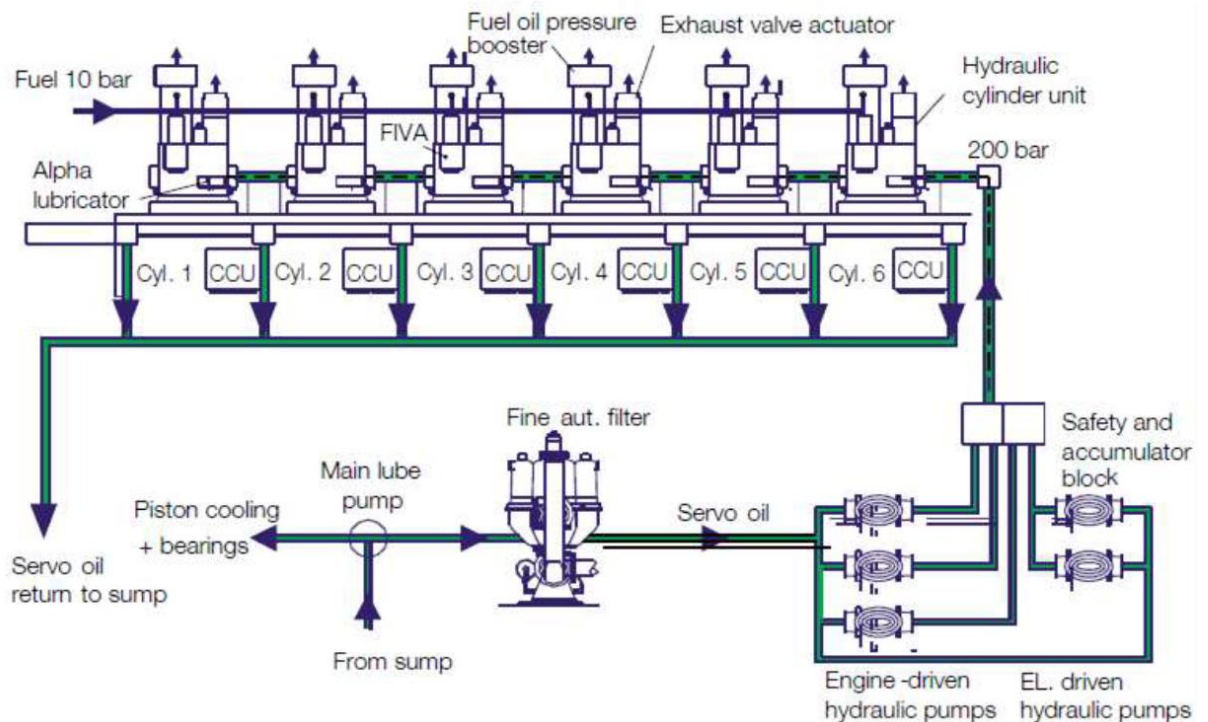 Fuel oil pressure
booster
Exhaust valve actuator
Fuel 10 bar
Hydraulic
cylinder unit
FIVA
200 bar
Alpha
lubricator
Cyl. 1
CCU
Cyl. 2
CCU
Cyl. 3
CCU
Cyl. 4
CCU
Cyl. 5
CCU
Cyl. 6
CCU
Fine aut. filter
Safety and
accumulator
block
Main lube
pump
Piston cooling
+ bearings
Servo oil
Servo oil
return to sump
From sump
Engine -driven
hydraulic pumps
EL. driven
hydraulic pumps